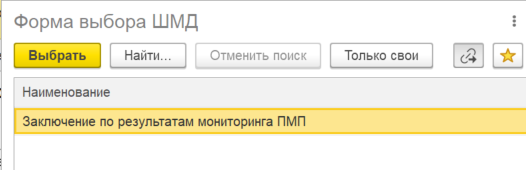 Форма выбора ШМД
Выбрать Найти... Отменить поиск Только свои
Наименование
Заключение по результатам мониторинга ПМП